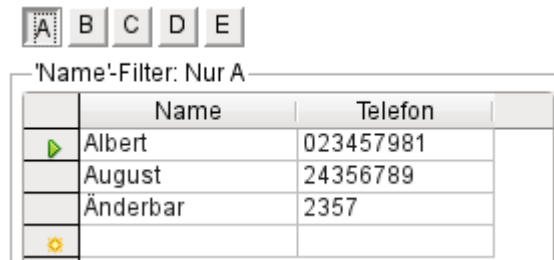 A B C D E
'Name'-Filter: Nur A
Name Telefon
Albert 023457981
August 24356789
Änderbar 2357